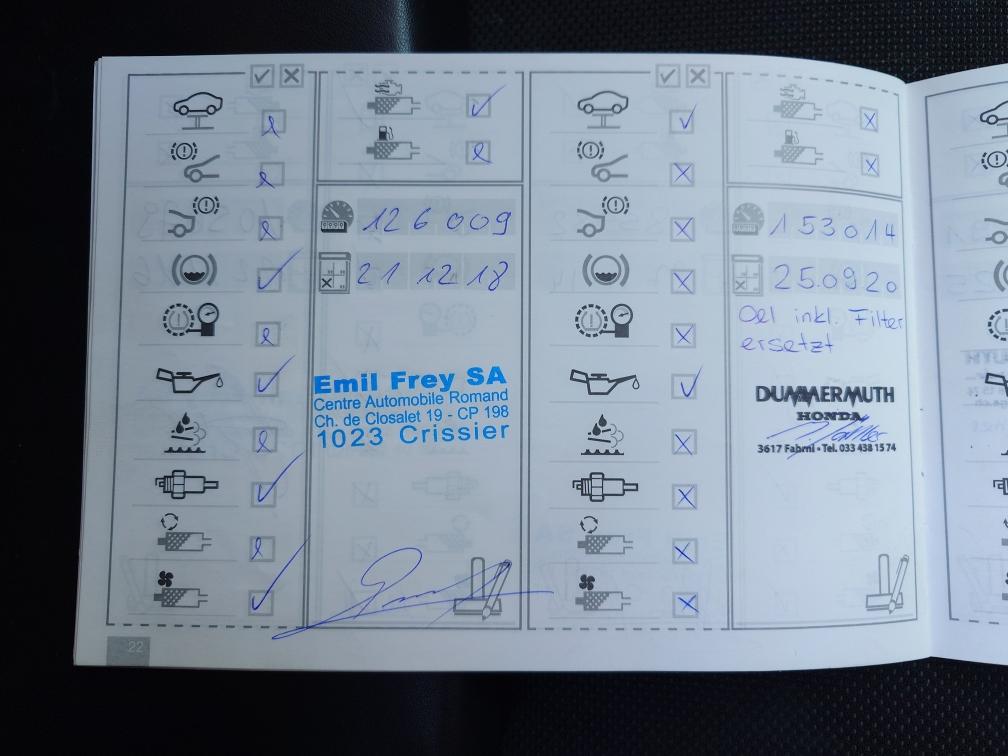 126009
21 12 18
Emil Frey SA
Centre Automobile Romand
Ch. de Closalet 19 - CP 198
1023 Crissier
153014
25.09 20
Oel inkl. Filter
ersetzt
DUMMERMUTH
HONDA
3617 Fahrni • Tel. 033 438 15 74
22